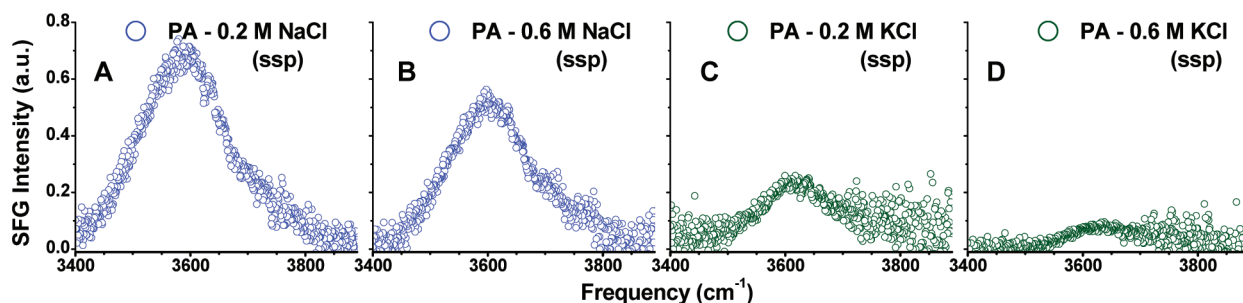 PA - 0.2 M NaCl
(ssp)
PA - 0.6 M NaCl
(ssp)
PA - 0.2 M KCl
(ssp)
PA - 0.6 M KCl
(ssp)
A
B
C
D
SFG Intensity (a.u.)
0.8
0.6
0.4
0.2
0.0
3400 3600 3800 3400 3600 3800 3400 3600 3800 3400 3600 3800
Frequency (cm⁻¹)